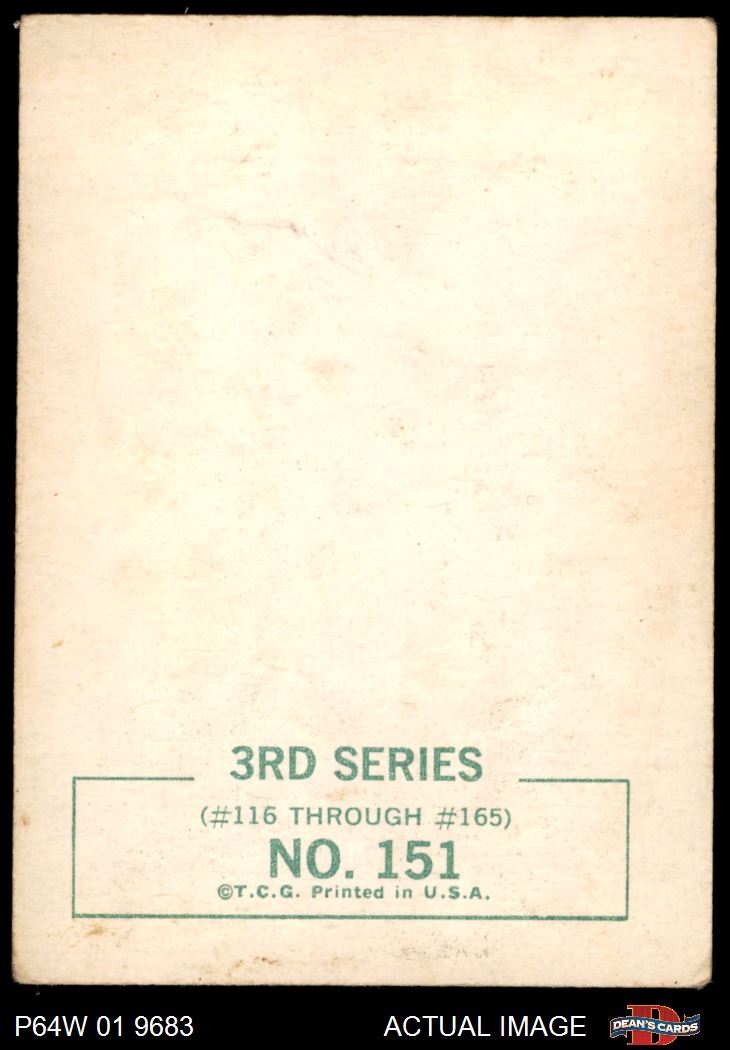 3RD SERIES
(#116 THROUGH #165)
NO. 151
©T.C.G. Printed in U.S.A.
P64W 01 9683
ACTUAL IMAGE
DEAN'S CARDS